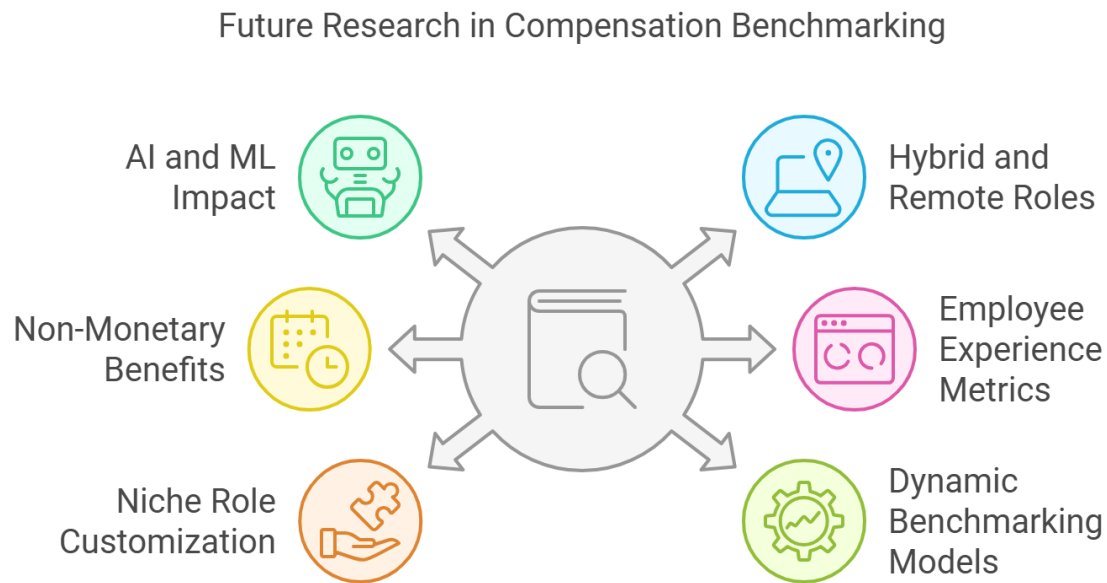 Future Research in Compensation Benchmarking
AI and ML
Impact
Hybrid and
Remote Roles
Non-Monetary
Benefits
Employee
Experience
Metrics
Niche Role
Customization
Dynamic
Benchmarking
Models